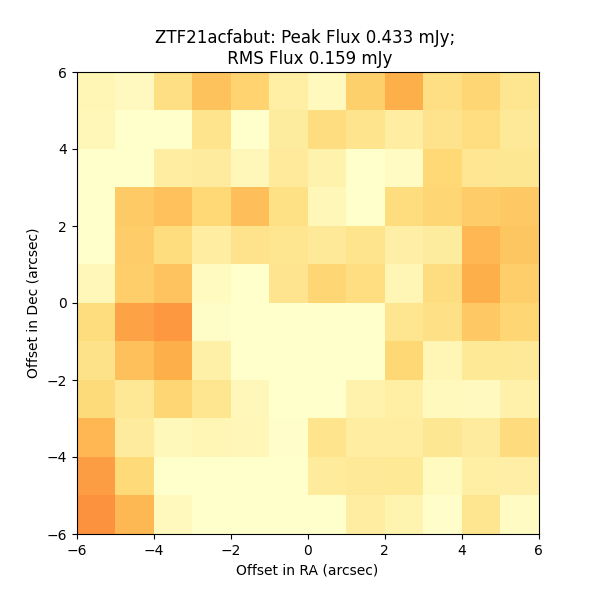 ZTF21acfabut: Peak Flux 0.433 mJy;
RMS Flux 0.159 mJy
6
4
2
0
−2
−4
−6
Offset in Dec (arcsec)
−6 −4 −2 0 2 4 6
Offset in RA (arcsec)